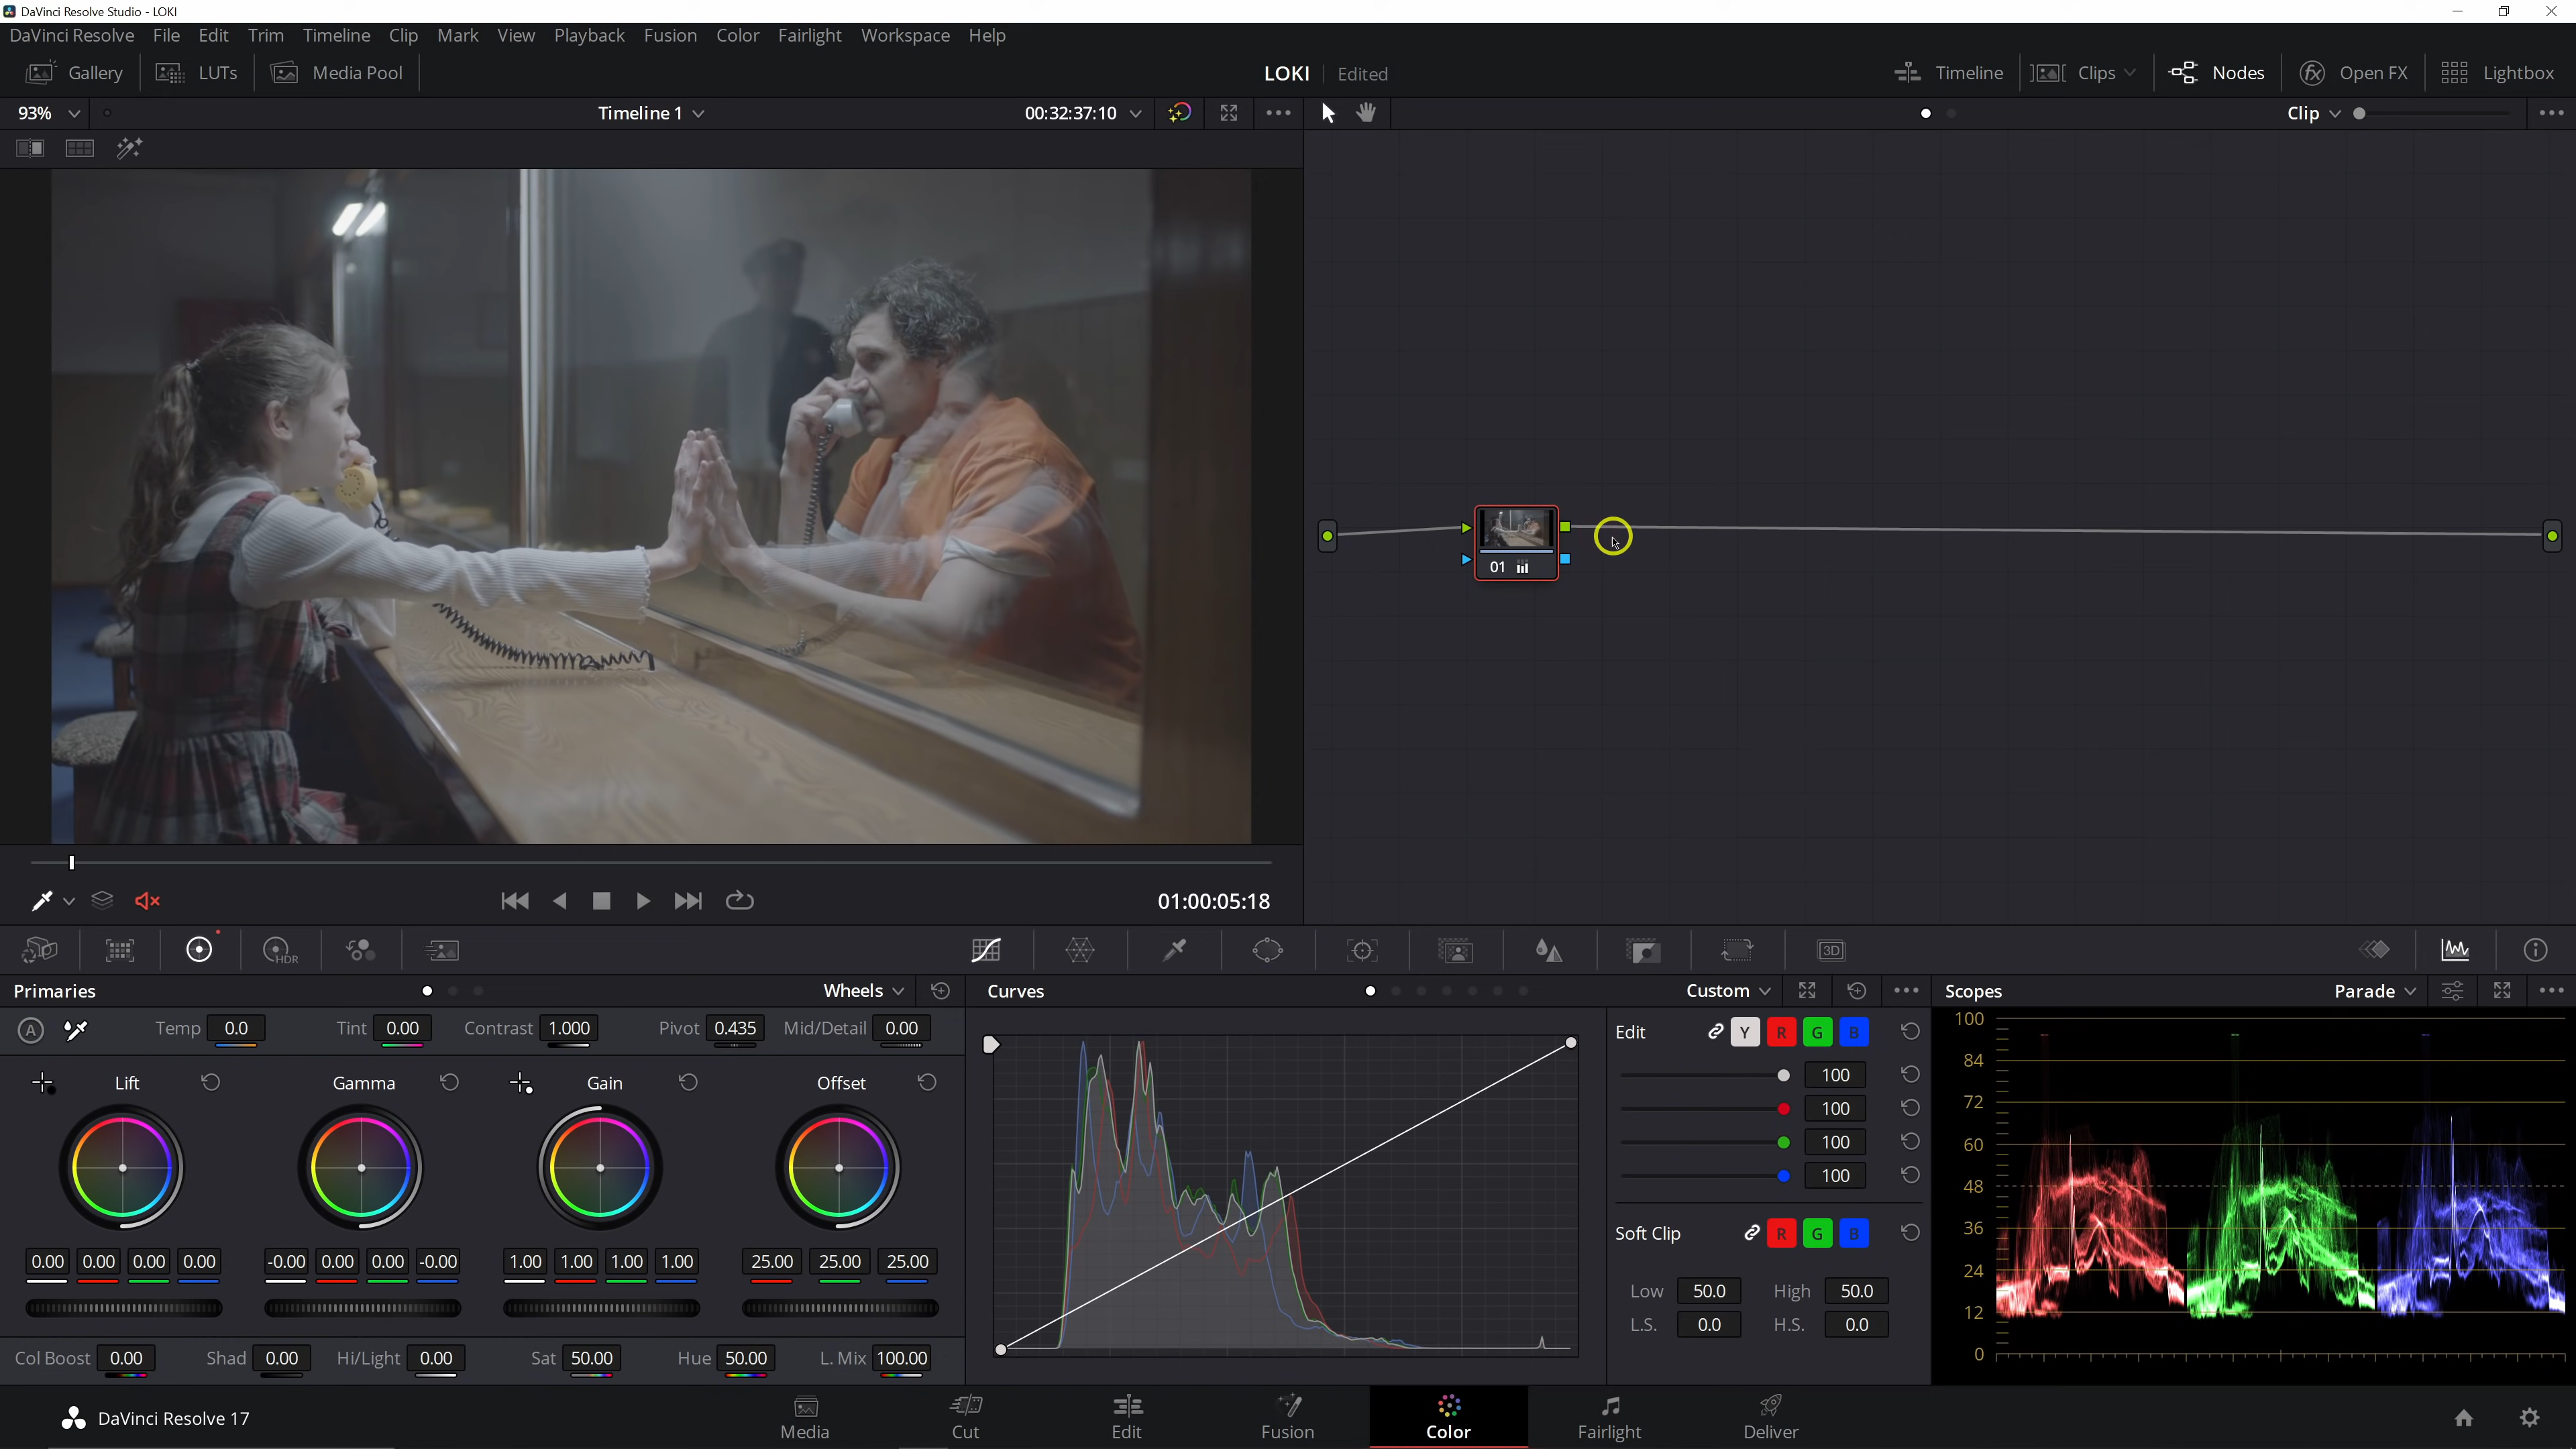 DaVinci Resolve Studio - LOKI
DaVinci Resolve File Edit Trim Timeline Clip Mark View Playback Fusion Color Fairlight Workspace Help
Gallery LUTs Media Pool LOKI Edited Timeline Clips Nodes Open FX Lightbox
93% Timeline 1 00:32:37:10 Clip
01
01:00:05:18
HDR 3D
Primaries Wheels Curves Custom Scopes Parade
A Temp 0.0 Tint 0.00 Contrast 1.000 Pivot 0.435 Mid/Detail 0.00
Lift Gamma Gain Offset
0.00 0.00 0.00 0.00 -0.00 0.00 0.00 -0.00 1.00 1.00 1.00 1.00 25.00 25.00 25.00
Col Boost 0.00 Shad 0.00 Hi/Light 0.00 Sat 50.00 Hue 50.00 L. Mix 100.00
Edit Y R G B
100
100
100
100
Soft Clip R G B
Low 50.0 High 50.0
L.S. 0.0 H.S. 0.0
100
84
72
60
48
36
24
12
0
DaVinci Resolve 17 Media Cut Edit Fusion Color Fairlight Deliver